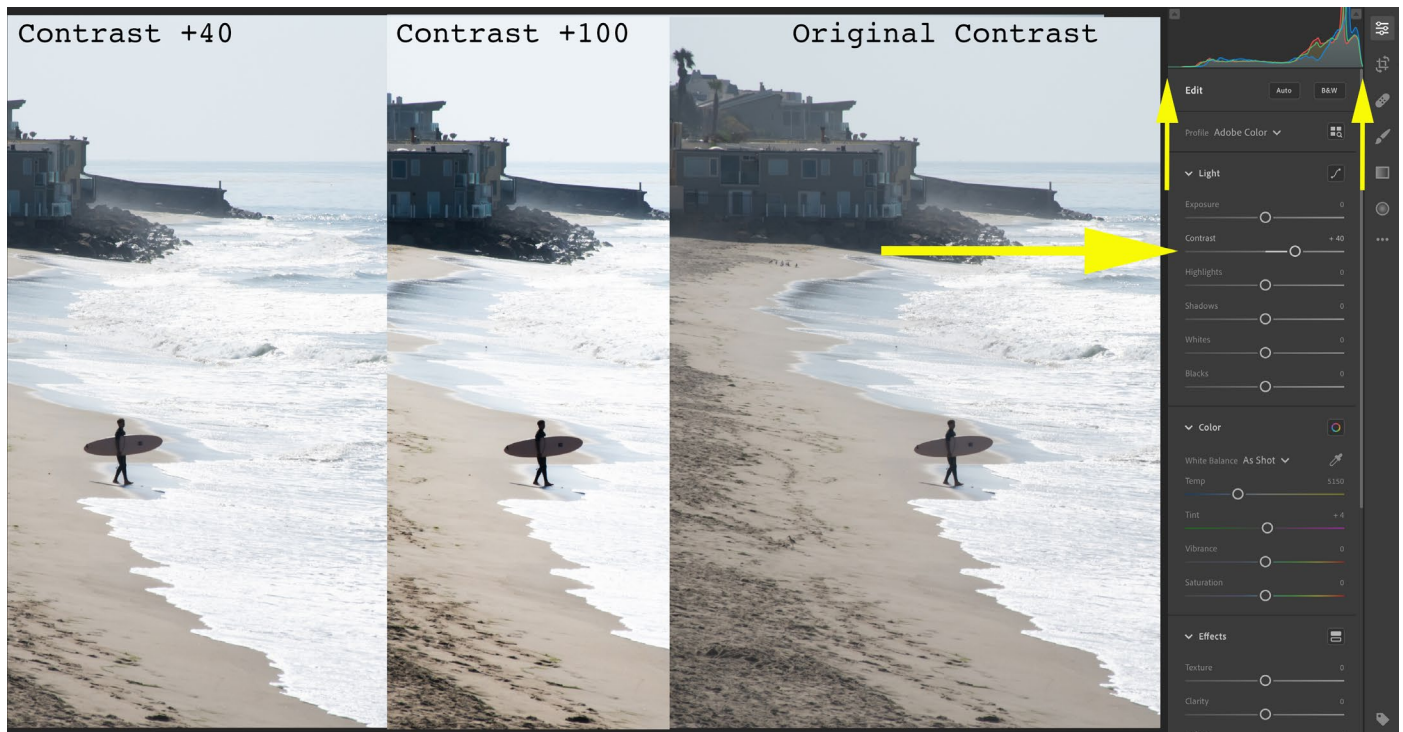 Contrast +40
Contrast +100
Original Contrast
Edit
Auto
B&W
Profile Adobe Color
Light
Exposure 0
Contrast + 40
Highlights 0
Shadows 0
Whites 0
Blacks 0
Color
White Balance As Shot
Temp 5150
Tint + 4
Vibrance 0
Saturation 0
Effects
Texture 0
Clarity 0